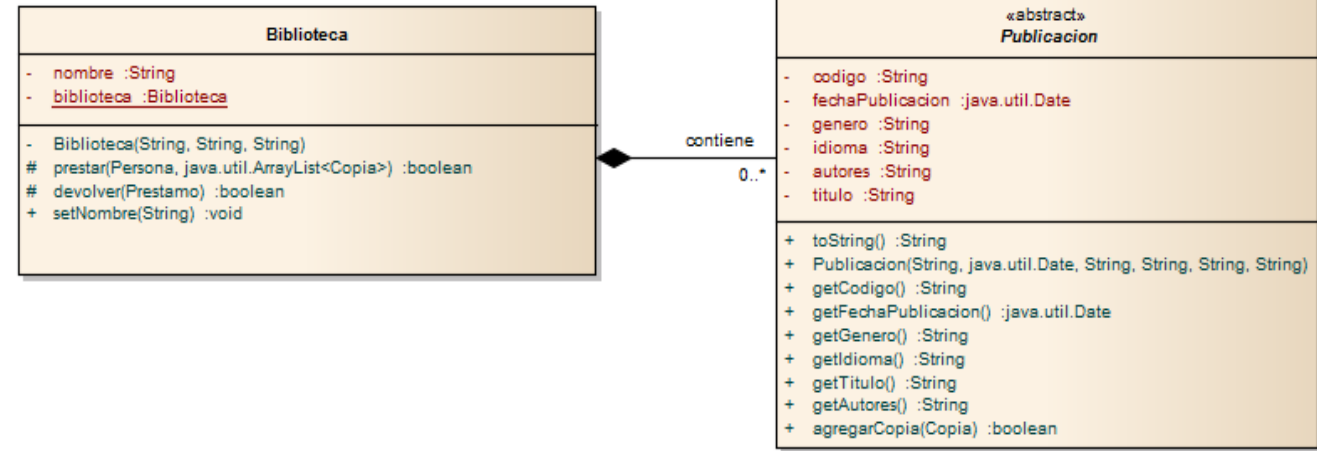 Biblioteca
- nombre :String
- biblioteca :Biblioteca
- Biblioteca(String, String, String)
# prestar(Persona, java.util.ArrayList<Copia>) :boolean
# devolver(Prestamo) :boolean
+ setNombre(String) :void
contiene
0..*
«abstract»
Publicacion
- codigo :String
- fechaPublicacion :java.util.Date
- genero :String
- idioma :String
- autores :String
- titulo :String
+ toString() :String
+ Publicacion(String, java.util.Date, String, String, String, String)
+ getCodigo() :String
+ getFechaPublicacion() :java.util.Date
+ getGenero() :String
+ getIdioma() :String
+ getTitulo() :String
+ getAutores() :String
+ agregarCopia(Copia) :boolean